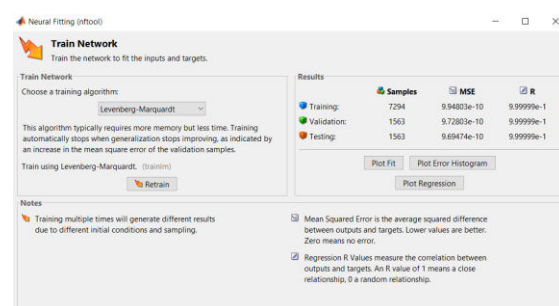 Neural Fitting (nftool)
Train Network
Train the network to fit the inputs and targets.
Train Network
Choose a training algorithm:
Levenberg-Marquardt
This algorithm typically requires more memory but less time. Training
automatically stops when generalization stops improving, as indicated by
an increase in the mean square error of the validation samples.
Train using Levenberg-Marquardt. (trainlm)
Retrain
Results
Samples MSE R
Training: 7294 9.94803e-10 9.99999e-1
Validation: 1563 9.72803e-10 9.99999e-1
Testing: 1563 9.69474e-10 9.99999e-1
Plot Fit Plot Error Histogram
Plot Regression
Notes
Training multiple times will generate different results
due to different initial conditions and sampling.
Mean Squared Error is the average squared difference
between outputs and targets. Lower values are better.
Zero means no error.
Regression R Values measure the correlation between
outputs and targets. An R value of 1 means a close
relationship, 0 a random relationship.